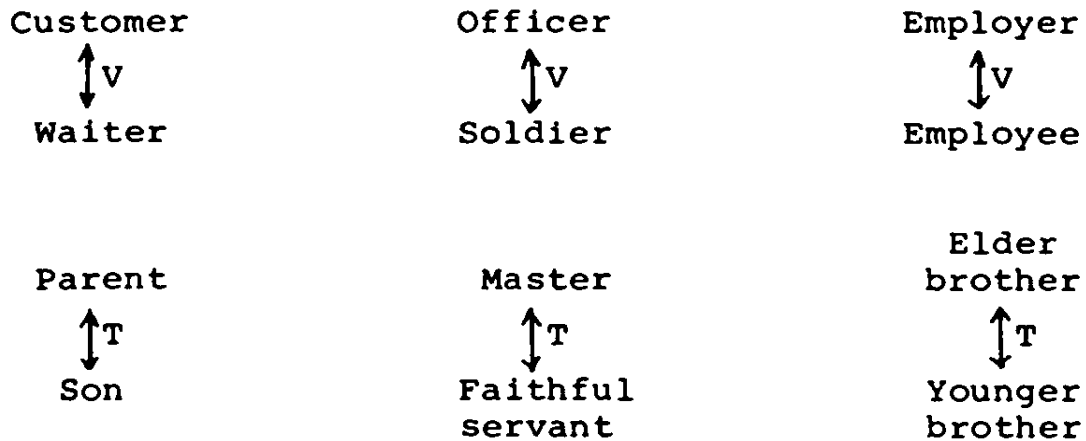 Customer Officer Employer
V V V
Waiter Soldier Employee
Elder
Parent Master brother
T T T
Son Faithful Younger
servant brother